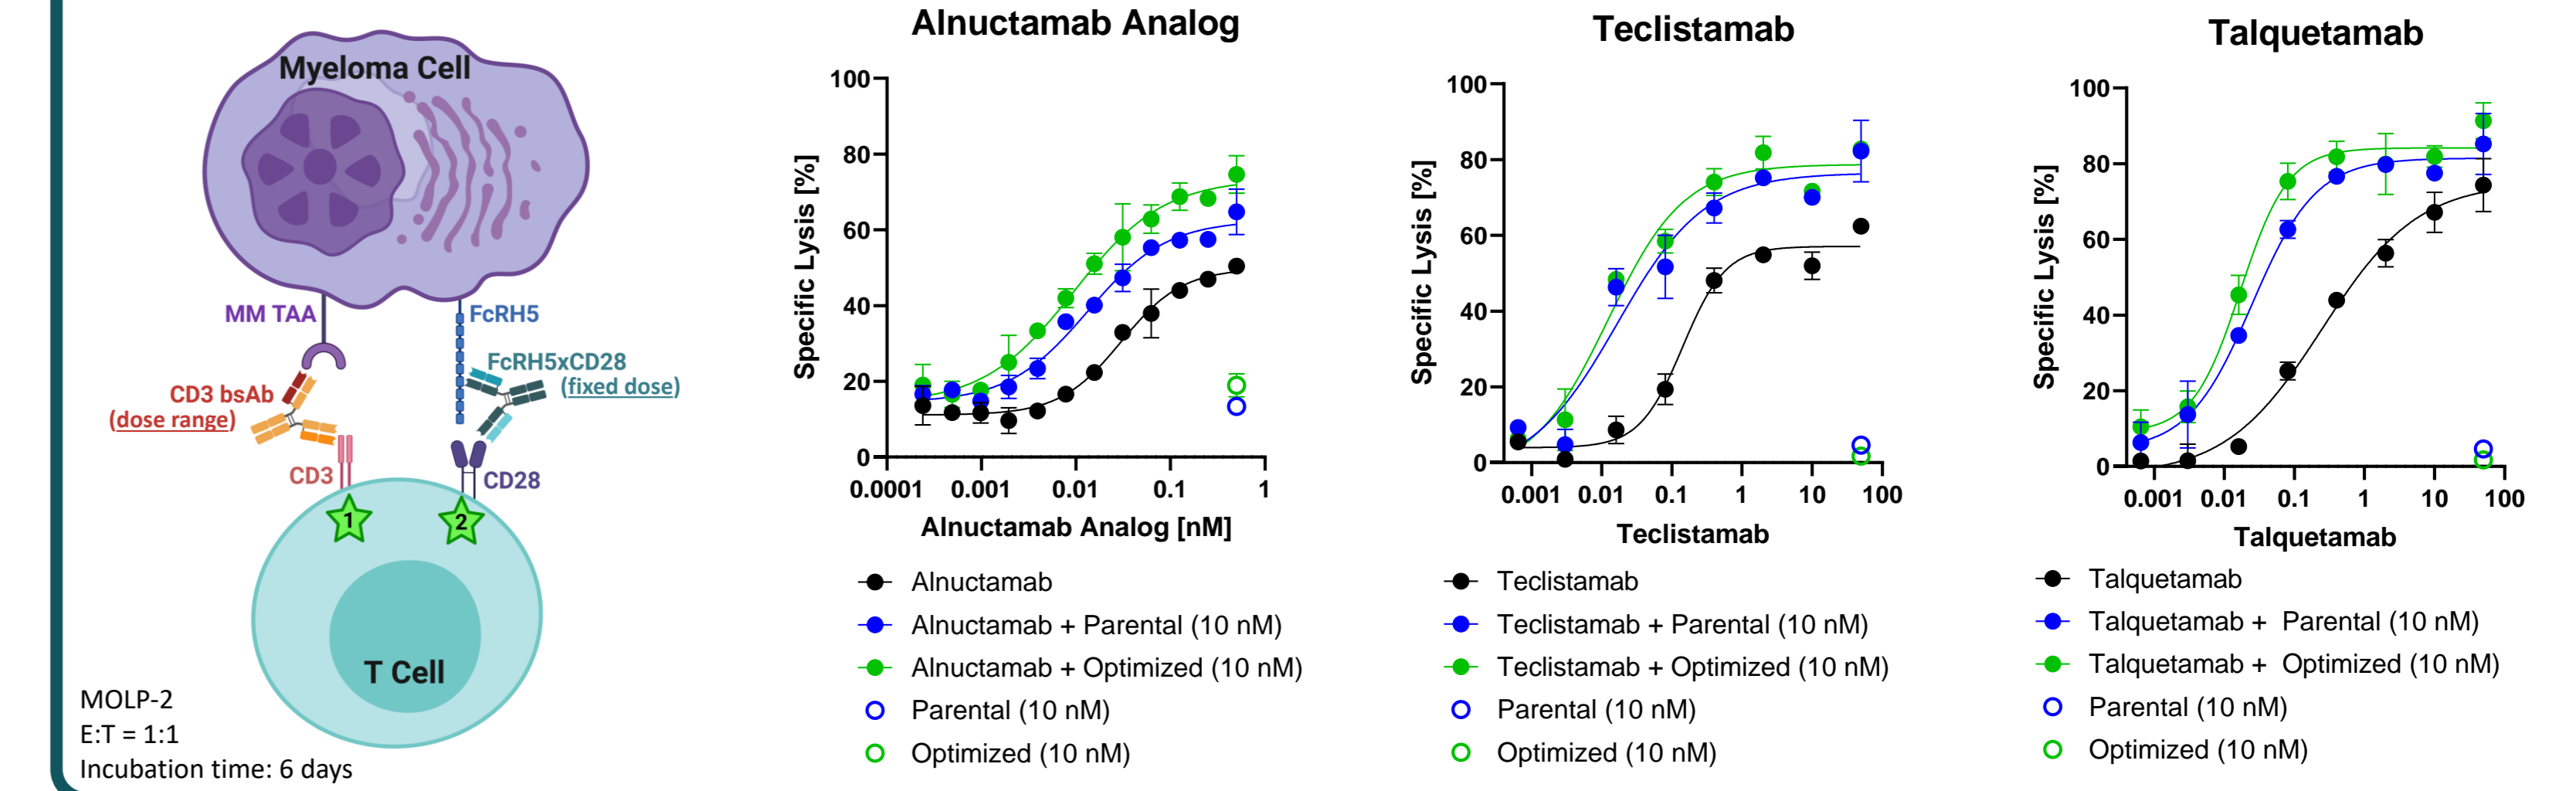 Myeloma Cell
MM TAA
FcRH5
FcRH5xCD28
(fixed dose)
CD3 bsAb
(dose range)
CD3
CD28
1
2
T Cell
MOLP-2
E:T = 1:1
Incubation time: 6 days
Alnuctamab Analog
Specific Lysis [%]
100
80
60
40
20
0
0.0001 0.001 0.01 0.1 1
Alnuctamab Analog [nM]
Alnuctamab
Alnuctamab + Parental (10 nM)
Alnuctamab + Optimized (10 nM)
Parental (10 nM)
Optimized (10 nM)
Teclistamab
Specific Lysis [%]
100
80
60
40
20
0
0.001 0.01 0.1 1 10 100
Teclistamab
Teclistamab
Teclistamab + Parental (10 nM)
Teclistamab + Optimized (10 nM)
Parental (10 nM)
Optimized (10 nM)
Talquetamab
Specific Lysis [%]
100
80
60
40
20
0
0.001 0.01 0.1 1 10 100
Talquetamab
Talquetamab
Talquetamab + Parental (10 nM)
Talquetamab + Optimized (10 nM)
Parental (10 nM)
Optimized (10 nM)